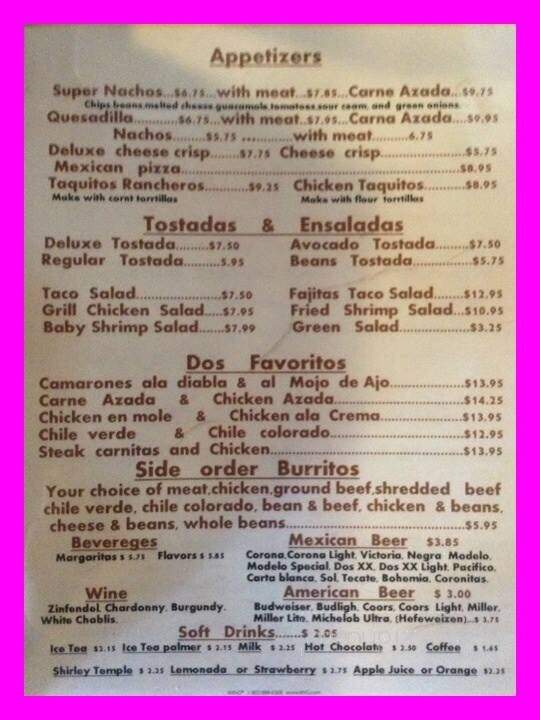 Appetizers
Super Nachos...$6.75...with meat..$7.85...Carne Azada..$9.75
Chips,beans,melted cheese,guacamole,tomatoes,sour ceam, and green onions
Quesadilla............$6.75...with meat..$7.95...Carna Azada....$9.95
Nachos........$5.75 ............with meat........6.75
Deluxe cheese crisp.......$7.75 Cheese crisp..................$5.75
Mexican pizza..........................................................$8.95
Taquitos Rancheros.........$9.25 Chicken Taquitos........$8.95
Make with cornt torrtillas Make with flour torrtillas
Tostadas & Ensaladas
Deluxe Tostada........$7.50 Avocado Tostada........$7.50
Regular Tostada.........5.95 Beans Tostada...............$5.75
Taco Salad.....................$7.50 Fajitas Taco Salad.......$12.95
Grill Chicken Salad.....$7.95 Fried Shrimp Salad...$10.95
Baby Shrimp Salad......$7.99 Green Salad..................$3.25
Dos Favoritos
Camarones ala diabla & al Mojo de Ajo..................$13.95
Carne Azada & Chicken Azada...............................$14.25
Chicken en mole & Chicken ala Crema....................$13.95
Chile verde & Chile colorado.................................$12.95
Steak carnitas and Chicken..............................................$13.95
Side order Burritos
Your choice of meat,chicken,ground beef,shredded beef
chile verde, chile colorado, bean & beef, chicken & beans,
cheese & beans, whole beans...........................................$5.95
Bevereges Mexican Beer $3.85
Margaritas $ 5.75 Flavors $ 5.85 Corona,Corona Light, Victoria, Negra Modelo,
Modelo Special, Dos XX, Dos XX Light, Pacifico,
Carta blanca, Sol, Tecate, Bohemia, Coronitas.
Wine American Beer $ 3.00
Zinfendel, Chardonny, Burgundy, Budweiser, Budligh, Coors, Coors Light, Miller,
White Chablis. Miller Lite, Michelob Ultra, (Hefeweizen)...$ 3.75
Soft Drinks.......$ 2.05
Ice Tea $2.15 Ice Tea palmer $ 2.15 Milk $ 2.25 Hot Chocolate $ 2.50 Coffee $ 1.65
Shirley Temple $ 2.25 Lemonada or Strawberry $ 2.75 Apple Juice or Orange $2.25